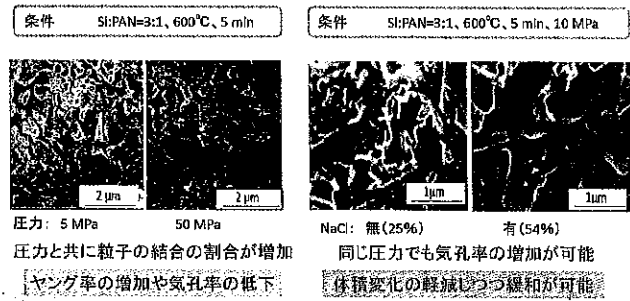 条件 Si:PAN=3:1、600℃、5 min
2 μm
2 μm
圧力: 5 MPa 50 MPa
圧力と共に粒子の結合の割合が増加
ヤング率の増加や気孔率の低下
条件 Si:PAN=3:1、600℃、5 min、10 MPa
1μm
1μm
NaCl: 無(25%) 有(54%)
同じ圧力でも気孔率の増加が可能
体積変化の軽減しつつ緩和が可能